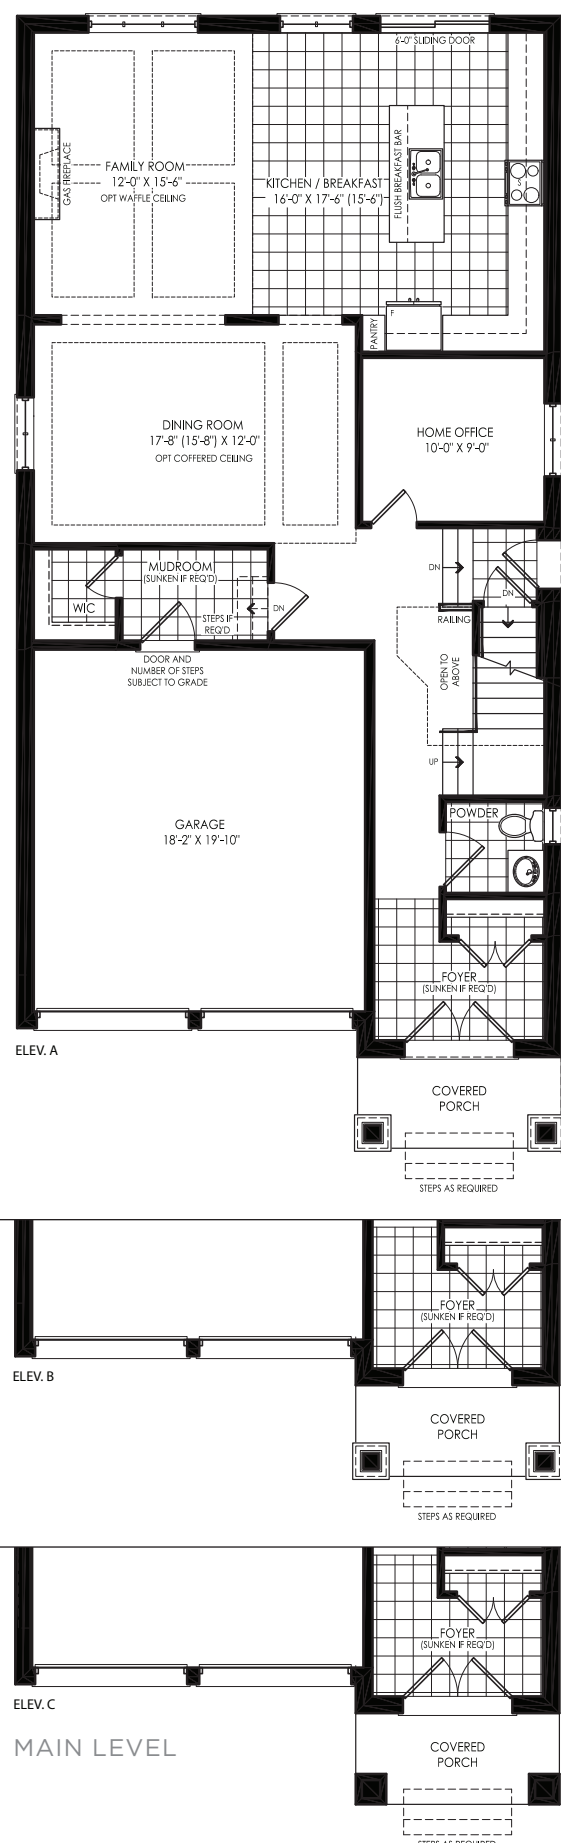 6'-0" SLIDING DOOR
GAS FIREPLACE
FAMILY ROOM
12'-0" X 15'-6"
OPT WAFFLE CEILING
KITCHEN / BREAKFAST
16'-0" X 17'-6" (15'-6")
FLUSH BREAKFAST BAR
PANTRY
F
DINING ROOM
17'-8" (15'-8") X 12'-0"
OPT COFFERED CEILING
HOME OFFICE
10'-0" X 9'-0"
MUDROOM
(SUNKEN IF REQ'D)
WIC
STEPS IF
REQ'D
DN
DN
DN
RAILING
OPEN TO
ABOVE
UP
DOOR AND
NUMBER OF STEPS
SUBJECT TO GRADE
GARAGE
18'-2" X 19'-10"
POWDER
FOYER
(SUNKEN IF REQ'D)
ELEV. A
COVERED
PORCH
STEPS AS REQUIRED
FOYER
(SUNKEN IF REQ'D)
ELEV. B
COVERED
PORCH
STEPS AS REQUIRED
FOYER
(SUNKEN IF REQ'D)
ELEV. C
MAIN LEVEL
COVERED
PORCH
STEPS AS REQUIRED